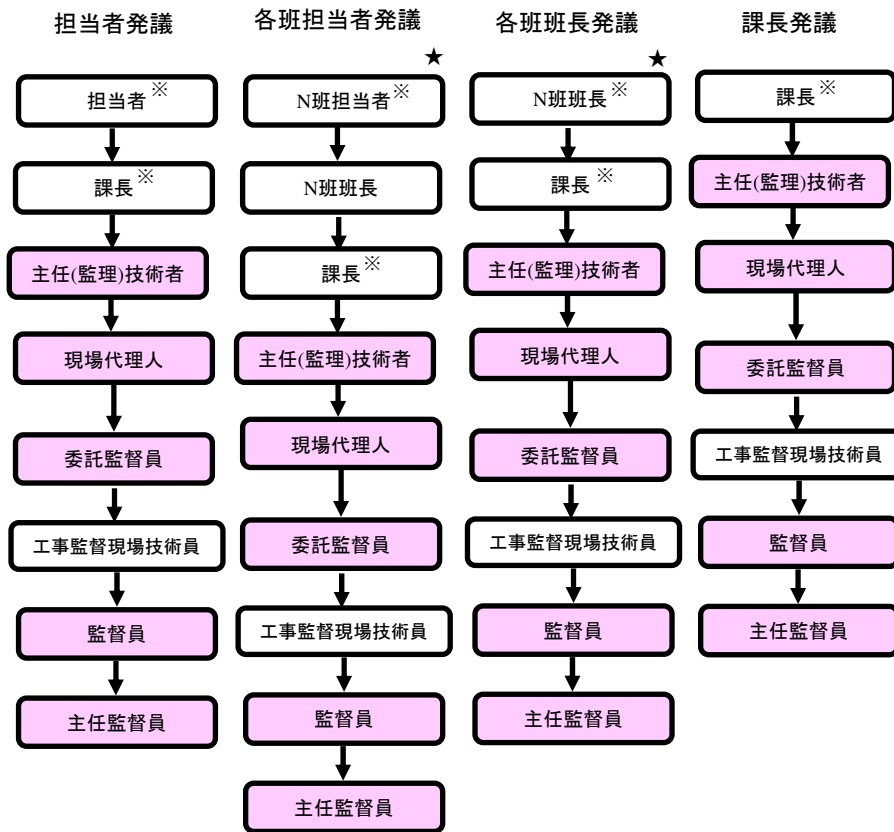 担当者発議
担当者※
課長※
主任(監理)技術者
現場代理人
委託監督員
工事監督現場技術員
監督員
主任監督員
各班担当者発議
★
N班担当者※
N班班長
課長※
主任(監理)技術者
現場代理人
委託監督員
工事監督現場技術員
監督員
主任監督員
各班班長発議
★
N班班長※
課長※
主任(監理)技術者
現場代理人
委託監督員
工事監督現場技術員
監督員
主任監督員
課長発議
課長※
主任(監理)技術者
現場代理人
委託監督員
工事監督現場技術員
監督員
主任監督員